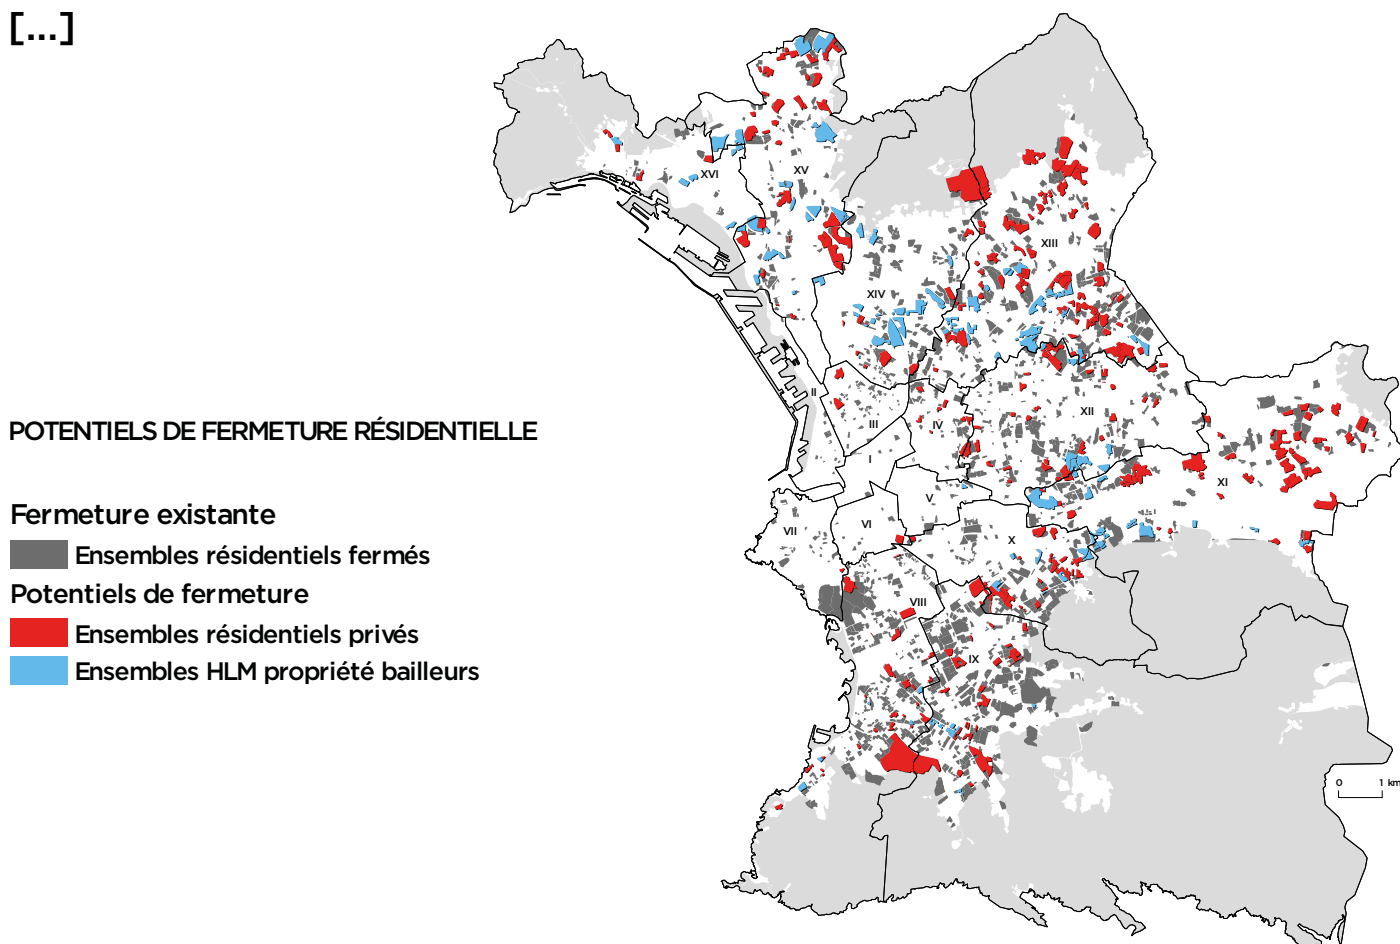 [...]
POTENTIELS DE FERMETURE RÉSIDENTIELLE
Fermeture existante
Ensembles résidentiels fermés
Potentiels de fermeture
Ensembles résidentiels privés
Ensembles HLM propriété bailleurs
XVI
XV
XIII
XIV
II
XII
III
IV
I
XI
V
VII
VI
X
VIII
IX
0 1 km